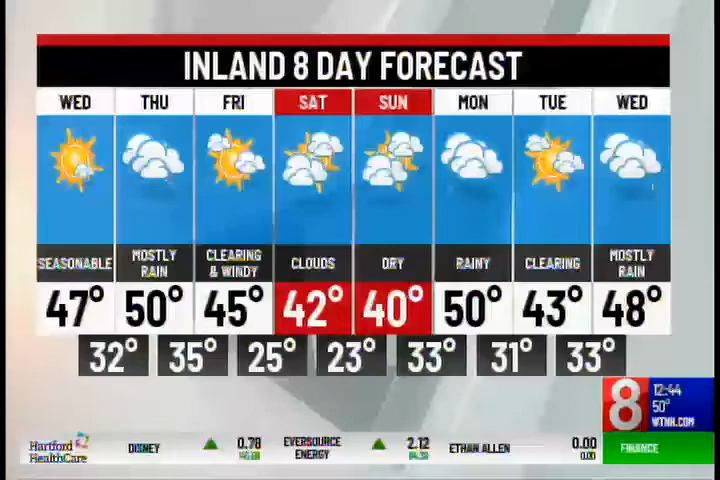 INLAND 8 DAY FORECAST
WED THU FRI SAT SUN MON TUE WED
SEASONABLE MOSTLY RAIN CLEARING & WINDY CLOUDS DRY RAINY CLEARING MOSTLY RAIN
47° 50° 45° 42° 40° 50° 43° 48°
32° 35° 25° 23° 33° 31° 33°
8 12:44
50°
WTNH.COM
Hartford HealthCare DISNEY 0.78 EVERSOURCE ENERGY 2.12 ETHAN ALLEN 0.00 0.00 FINANCE